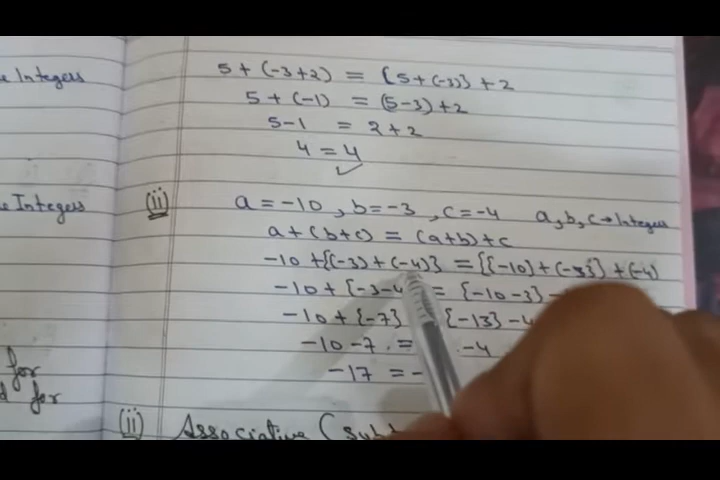 5 + (-3+2) = {5 + (-3)} + 2
e Integers
5 + (-1) = (5-3) + 2
5-1 = 2 + 2
4 = 4 ✓
e Integers
(ii) a = -10 , b = -3 , c = -4 a, b, c → Integers
a + (b + c) = (a+b) + c
-10 + {(-3) + (-4)} = {(-10) + (-3)} + (-4)
-10 + {-3-4 = {-10-3} -
-10 + {-7} {-13} - 4
-10 - 7 = -4
-17 = -
for
for
(ii) Associative (